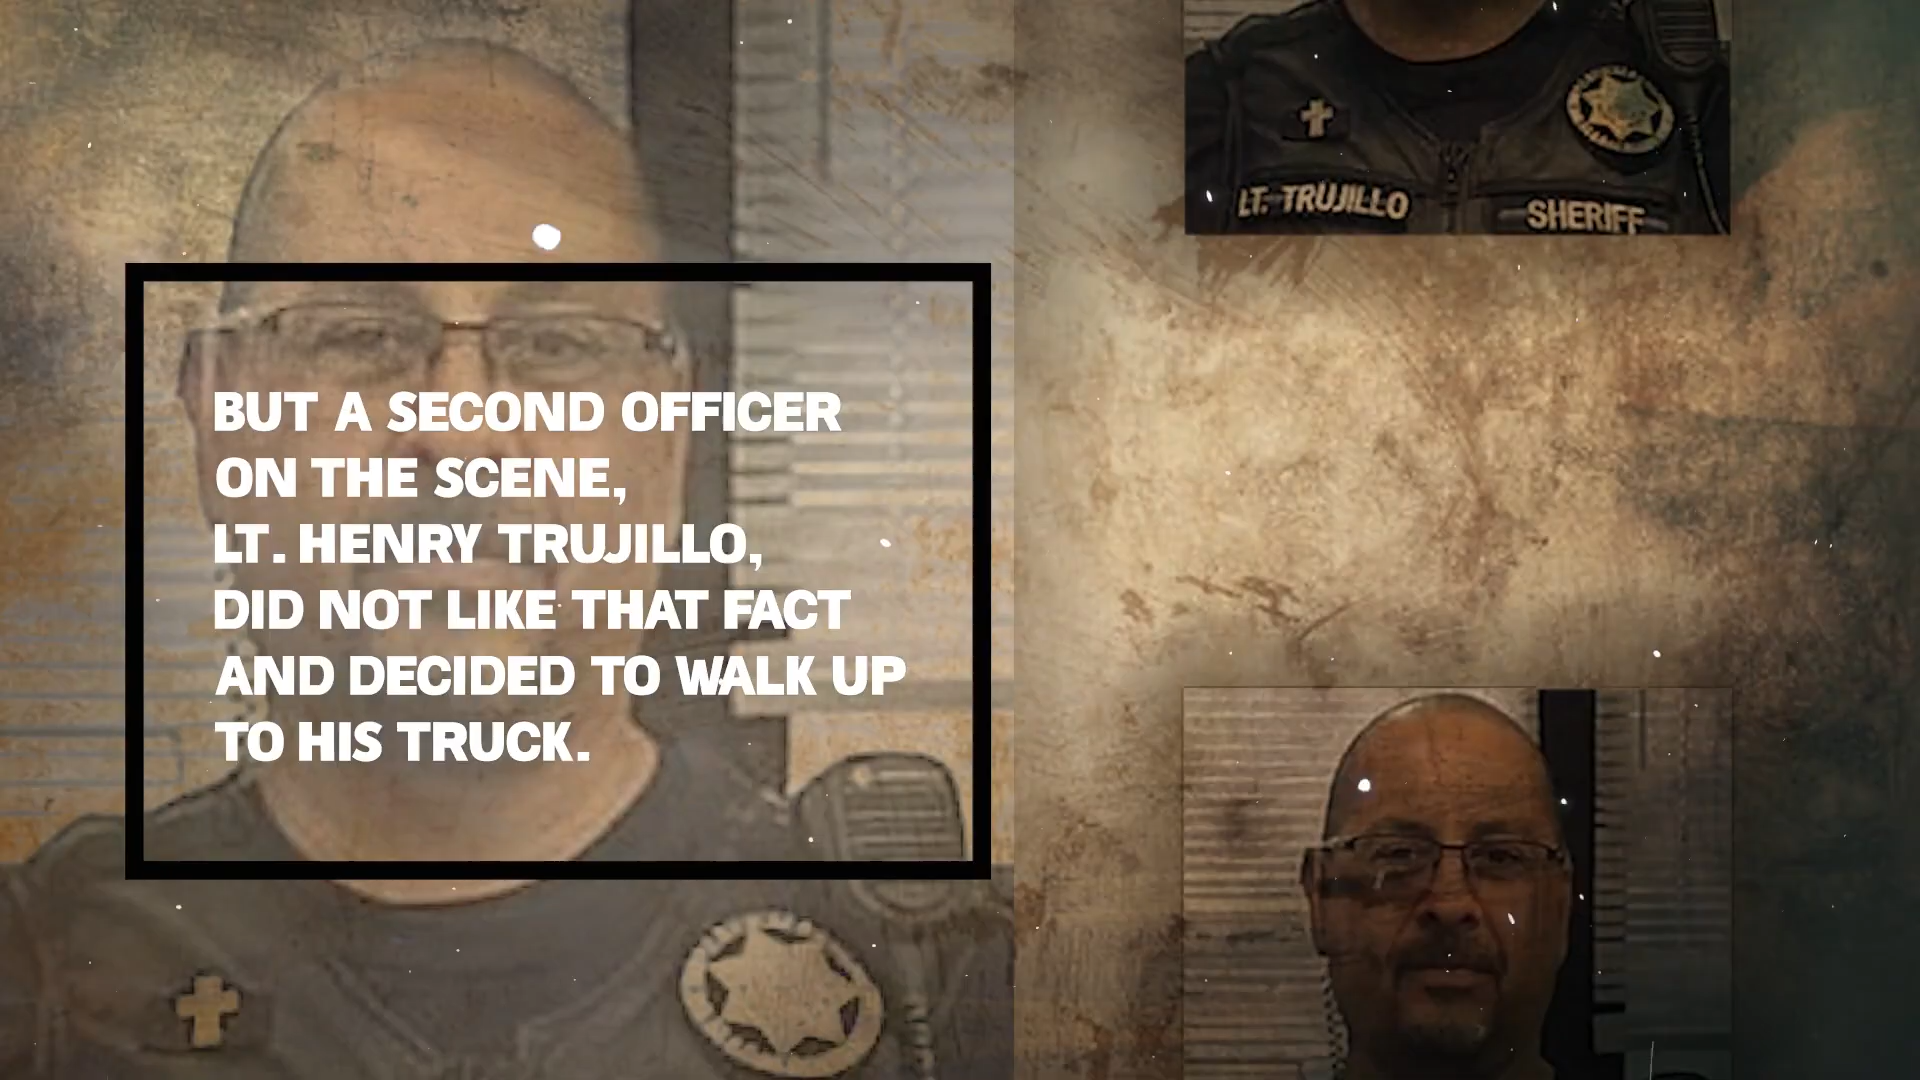 BUT A SECOND OFFICER
ON THE SCENE,
LT. HENRY TRUJILLO,
DID NOT LIKE THAT FACT
AND DECIDED TO WALK UP
TO HIS TRUCK.
LT. TRUJILLO
SHERIFF